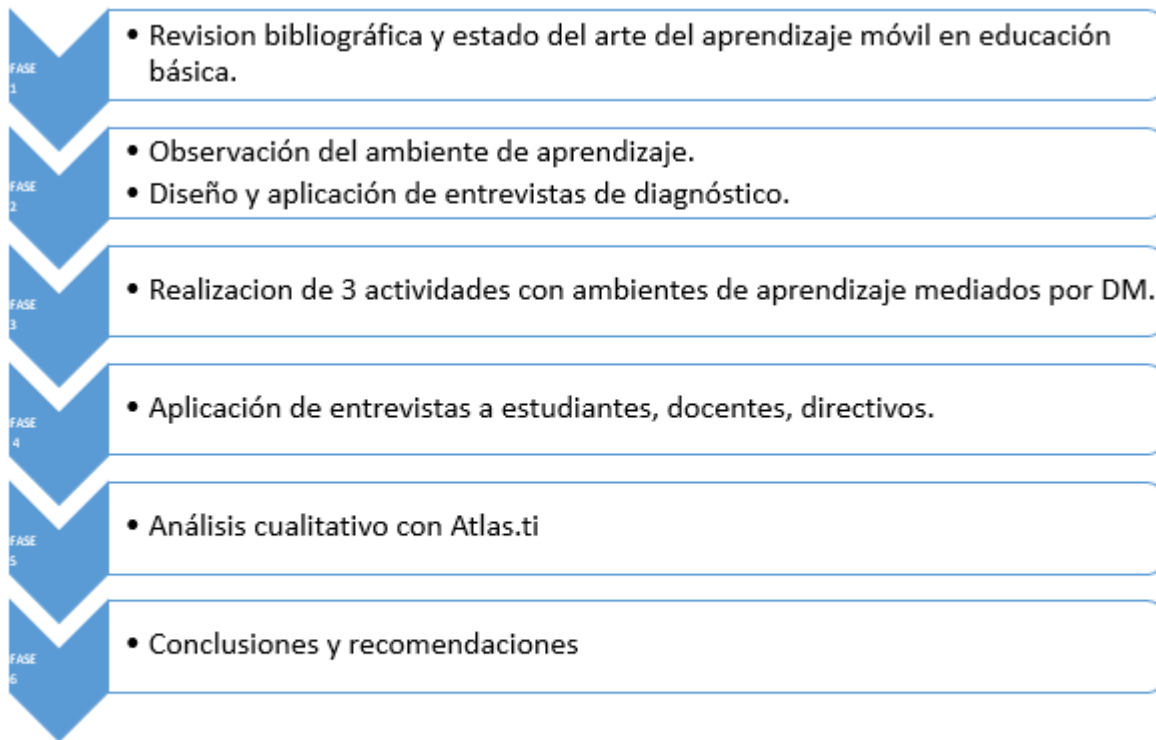 FASE
1
• Revision bibliográfica y estado del arte del aprendizaje móvil en educación
básica.
FASE
2
• Observación del ambiente de aprendizaje.
• Diseño y aplicación de entrevistas de diagnóstico.
FASE
3
• Realizacion de 3 actividades con ambientes de aprendizaje mediados por DM.
FASE
4
• Aplicación de entrevistas a estudiantes, docentes, directivos.
FASE
5
• Análisis cualitativo con Atlas.ti
FASE
6
• Conclusiones y recomendaciones